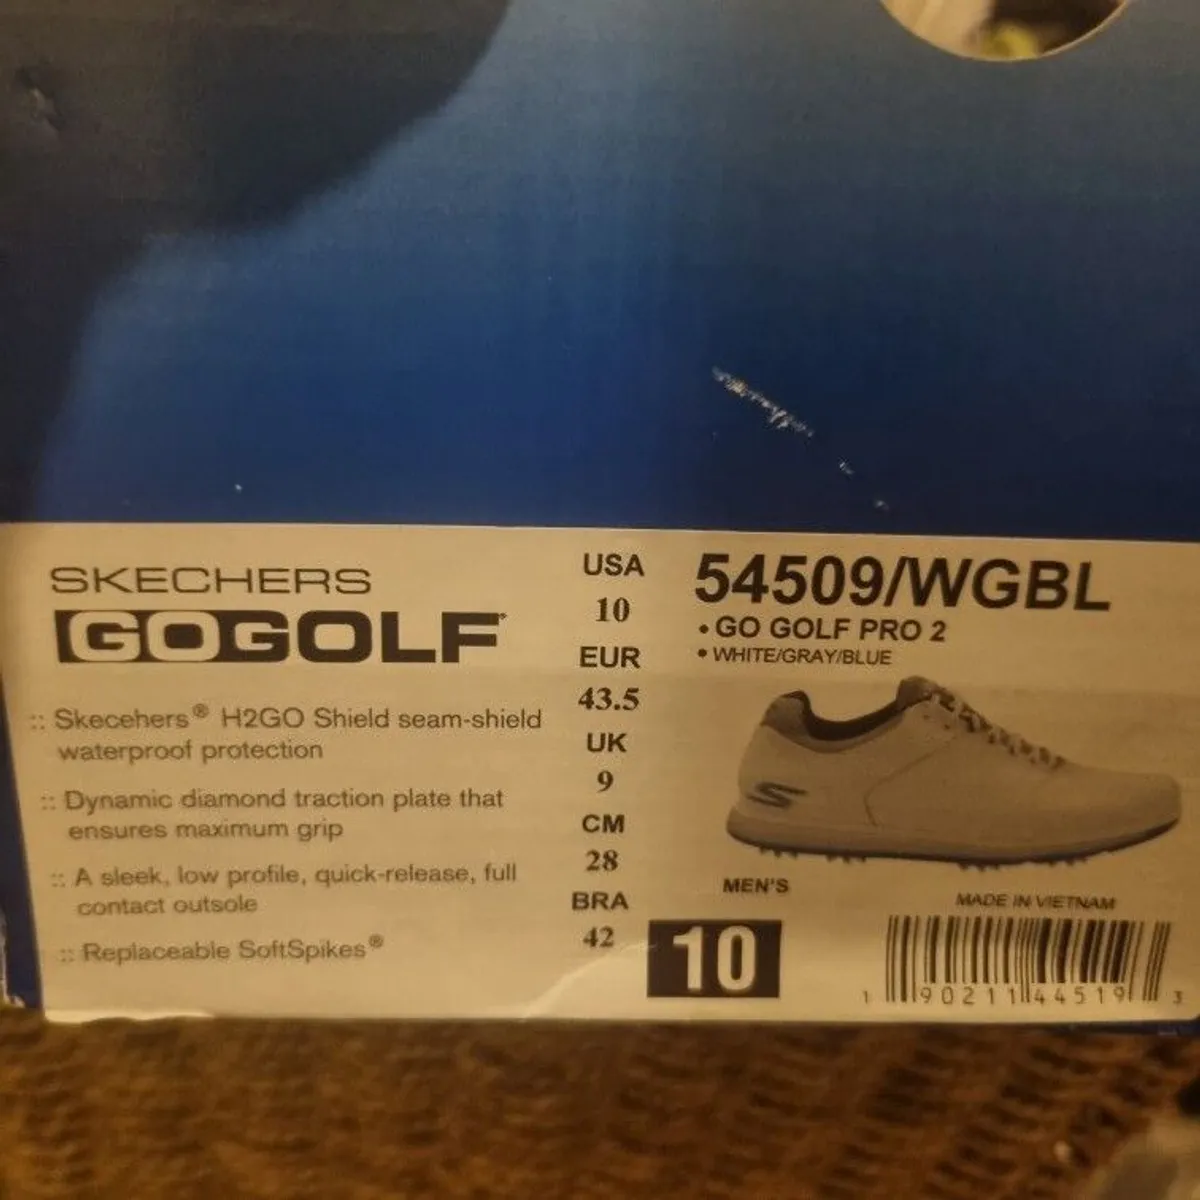 SKECHERS
GOGOLF
:: Skecehers® H2GO Shield seam-shield
waterproof protection
:: Dynamic diamond traction plate that
ensures maximum grip
:: A sleek, low profile, quick-release, full
contact outsole
:: Replaceable SoftSpikes®
USA
10
EUR
43.5
UK
9
CM
28
BRA
42
54509/WGBL
• GO GOLF PRO 2
• WHITE/GRAY/BLUE
MEN'S
10
MADE IN VIETNAM
1 90211 44519 3